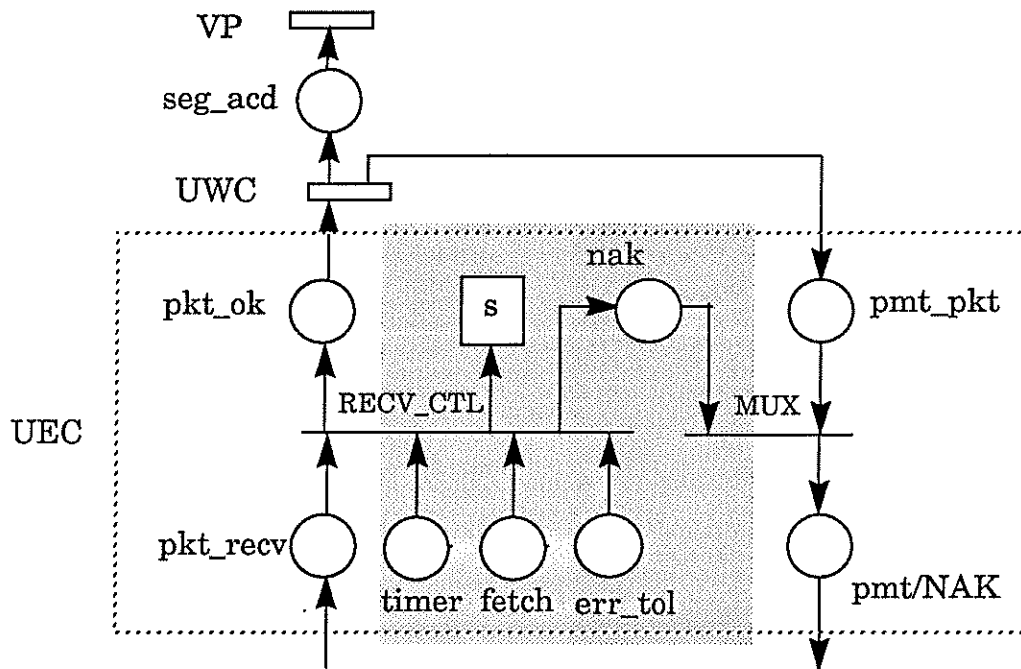 VP
seg_acd
UWC
nak
pkt_ok
s
pmt_pkt
RECV_CTL
MUX
UEC
pkt_recv
timer
fetch
err_tol
pmt/NAK